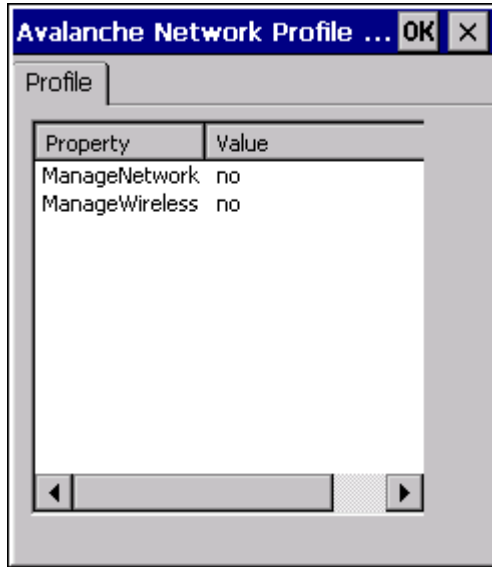 Avalanche Network Profile ... OK ×
Profile
Property Value
ManageNetwork no
ManageWireless no